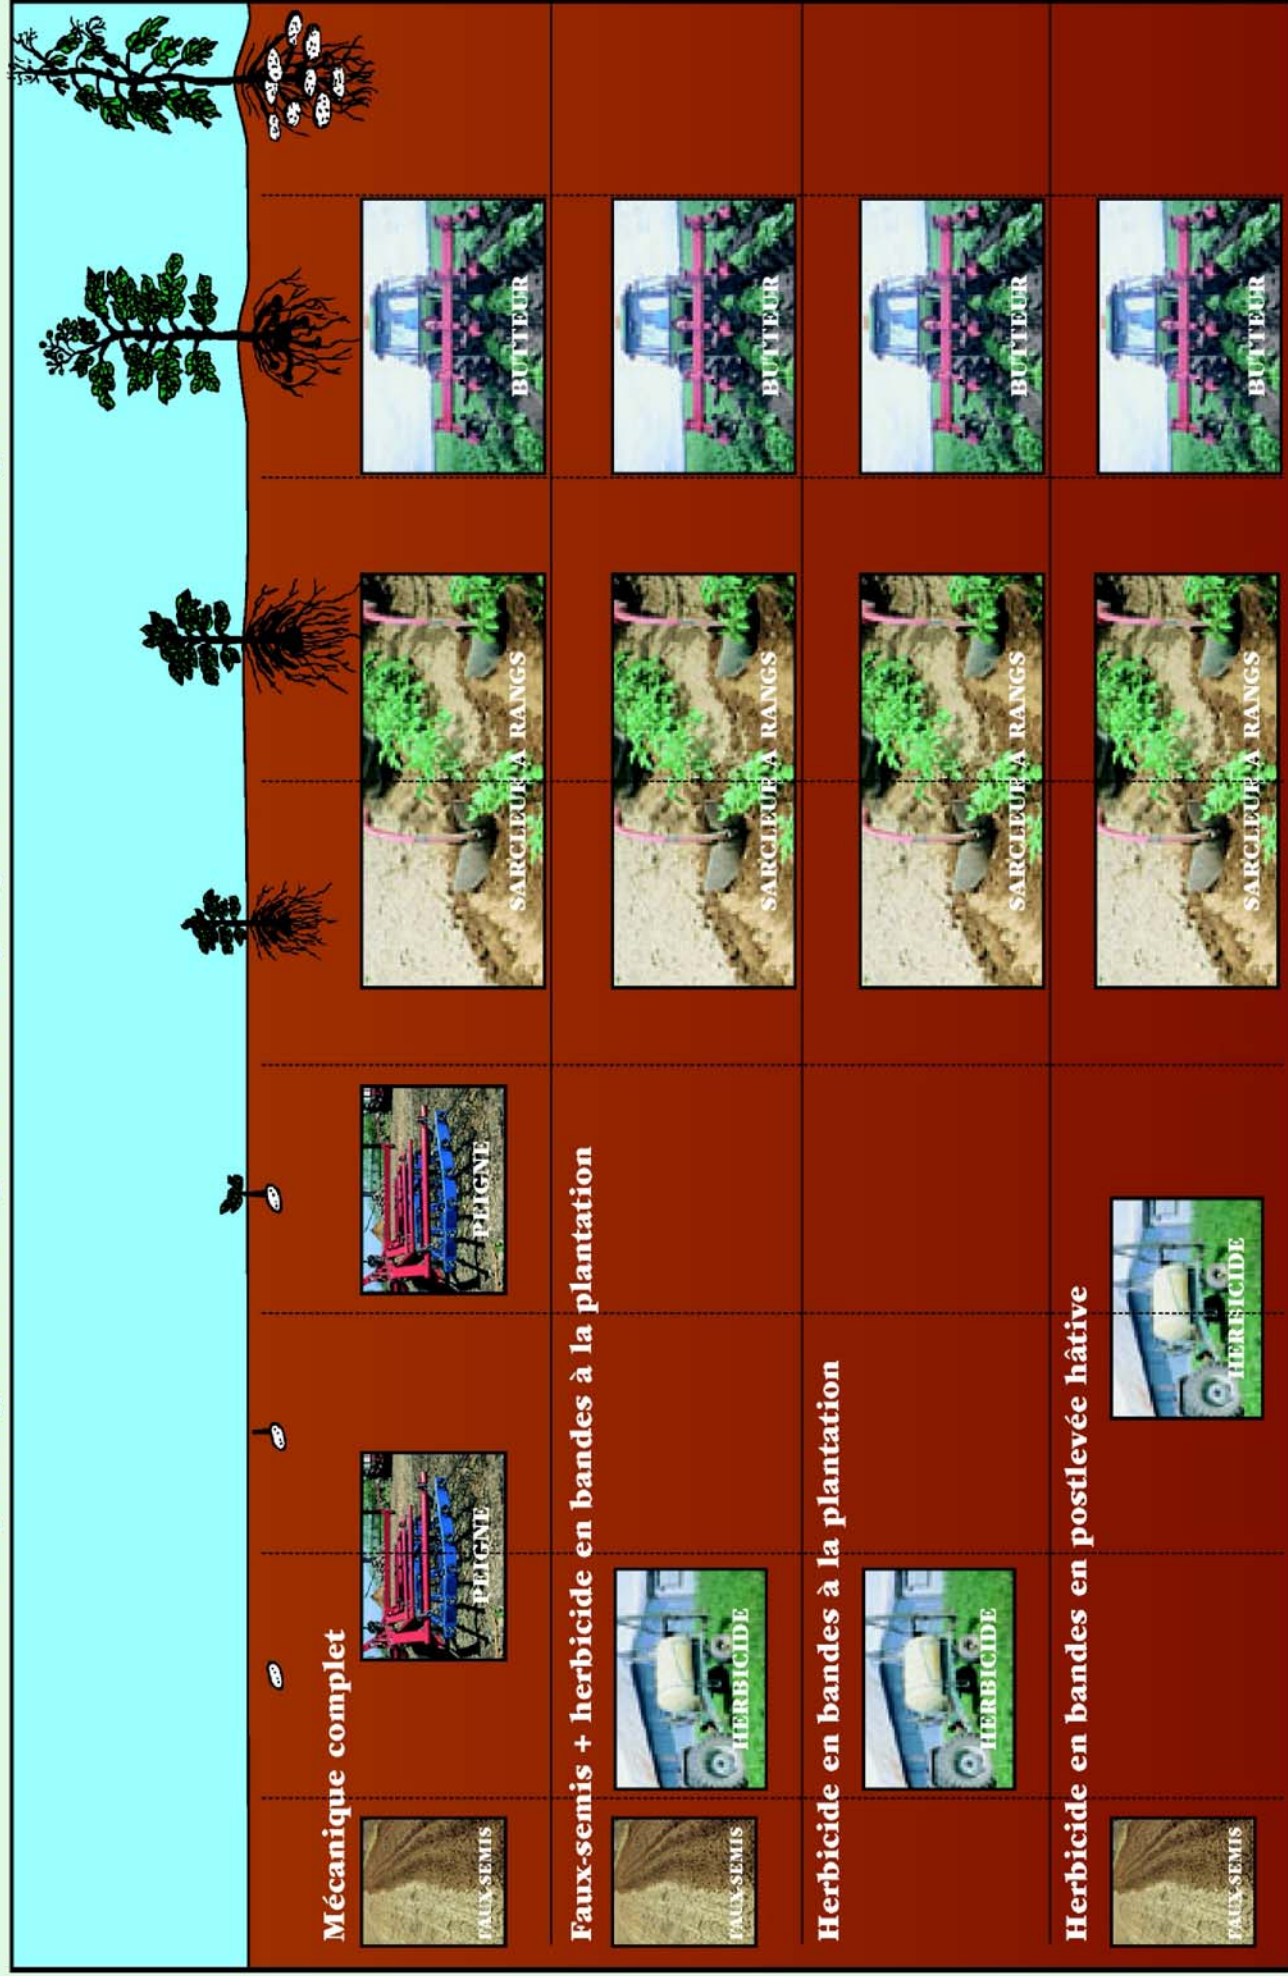 Mécanique complet
FAUX-SEMIS
PEIGNE
PEIGNE
SARCLEUR À RANGS
BUTTEUR
Faux-semis + herbicide en bandes à la plantation
FAUX-SEMIS
HERBICIDE
SARCLEUR À RANGS
BUTTEUR
Herbicide en bandes à la plantation
HERBICIDE
SARCLEUR À RANGS
BUTTEUR
Herbicide en bandes en postlevée hâtive
FAUX-SEMIS
HERBICIDE
SARCLEUR À RANGS
BUTTEUR